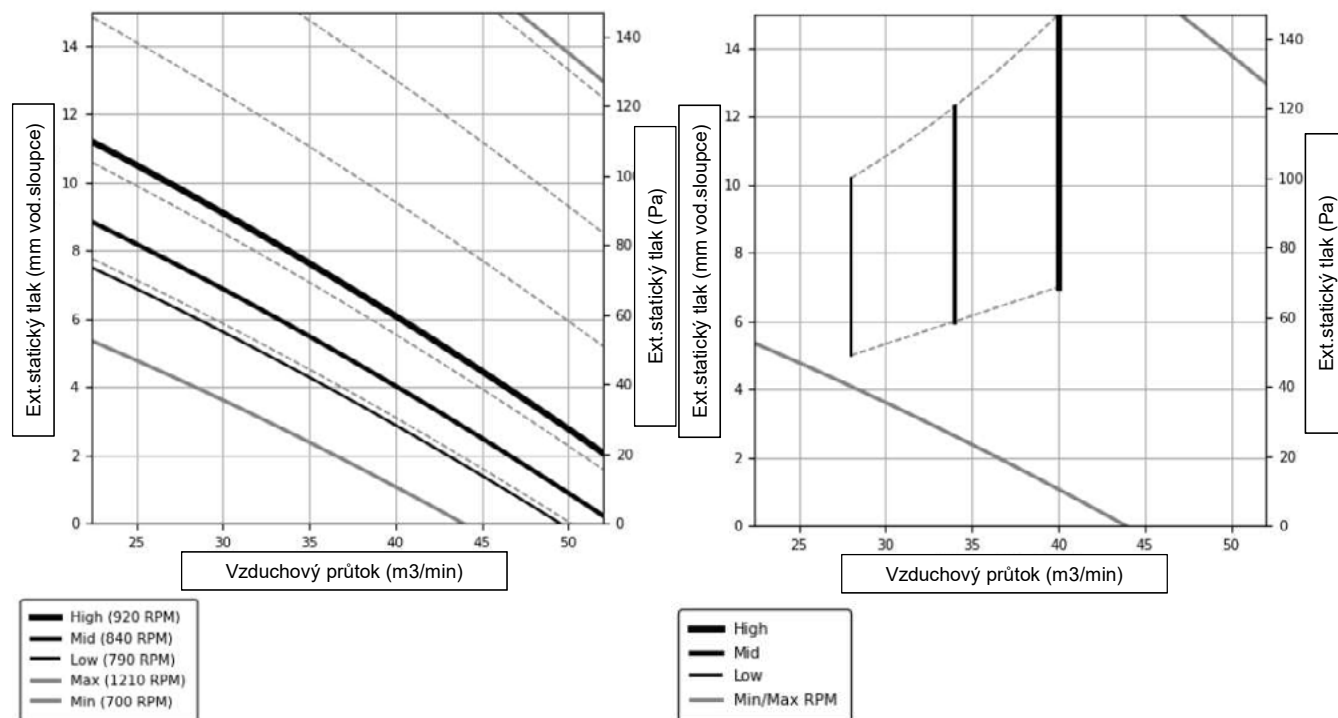 14
12
10
8
6
4
2
0
Ext.statický tlak (mm vod.sloupce)
140
120
100
80
60
40
20
0
Ext.statický tlak (Pa)
25
30
35
40
45
50
Vzduchový průtok (m3/min)
High (920 RPM)
Mid (840 RPM)
Low (790 RPM)
Max (1210 RPM)
Min (700 RPM)
14
12
10
8
6
4
2
0
Ext.statický tlak (mm vod.sloupce)
140
120
100
80
60
40
20
0
Ext.statický tlak (Pa)
25
30
35
40
45
50
Vzduchový průtok (m3/min)
High
Mid
Low
Min/Max RPM